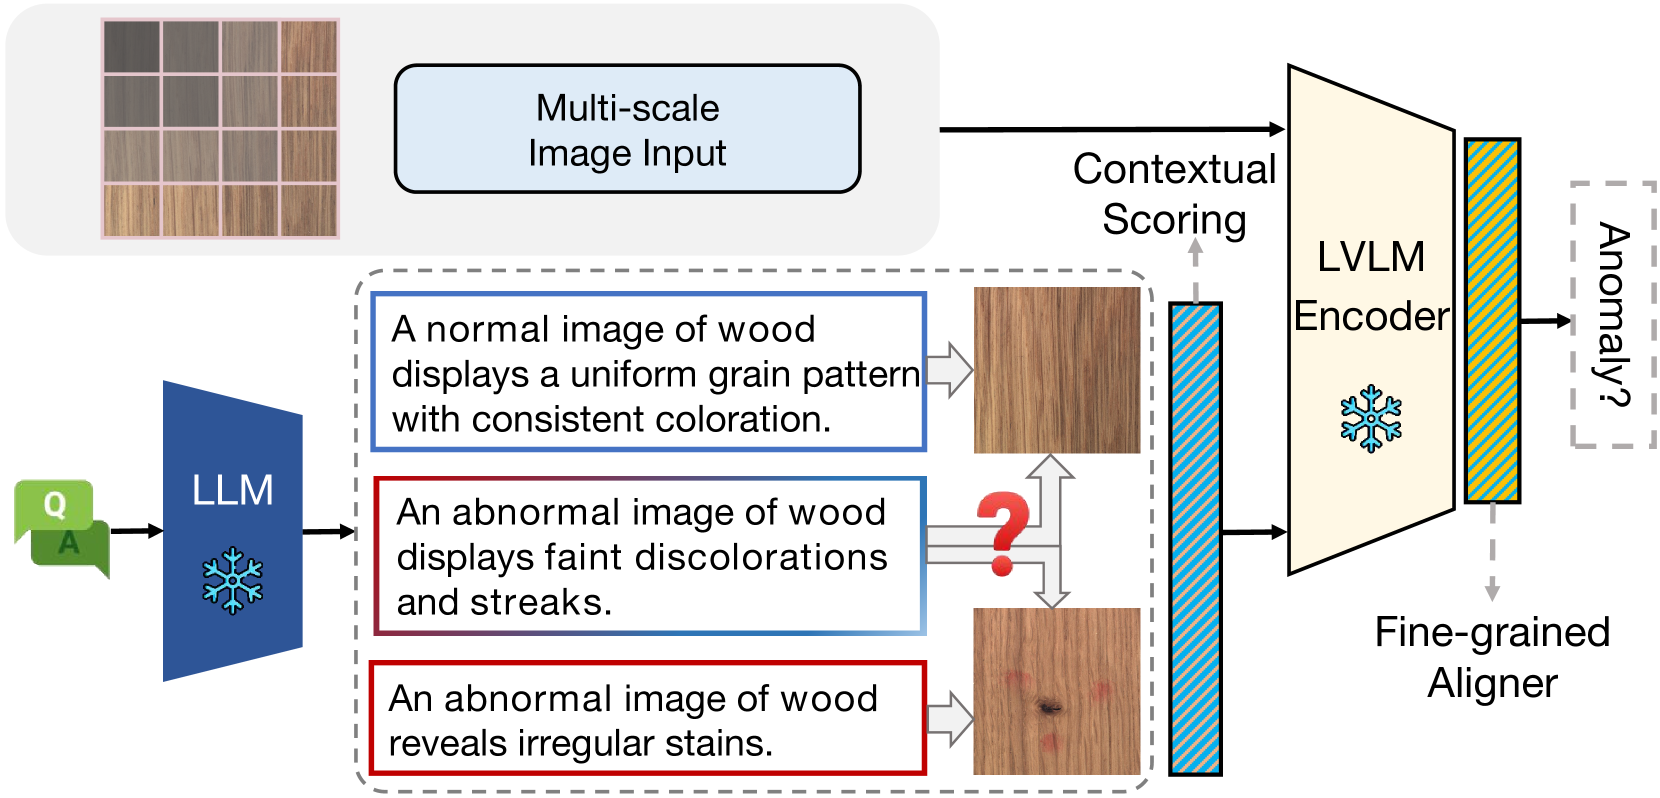 Multi-scale
Image Input
Contextual
Scoring
LVLM
Encoder
Anomaly?
A normal image of wood
displays a uniform grain pattern
with consistent coloration.
Q
A
LLM
An abnormal image of wood
displays faint discolorations
and streaks.
?
An abnormal image of wood
reveals irregular stains.
Fine-grained
Aligner